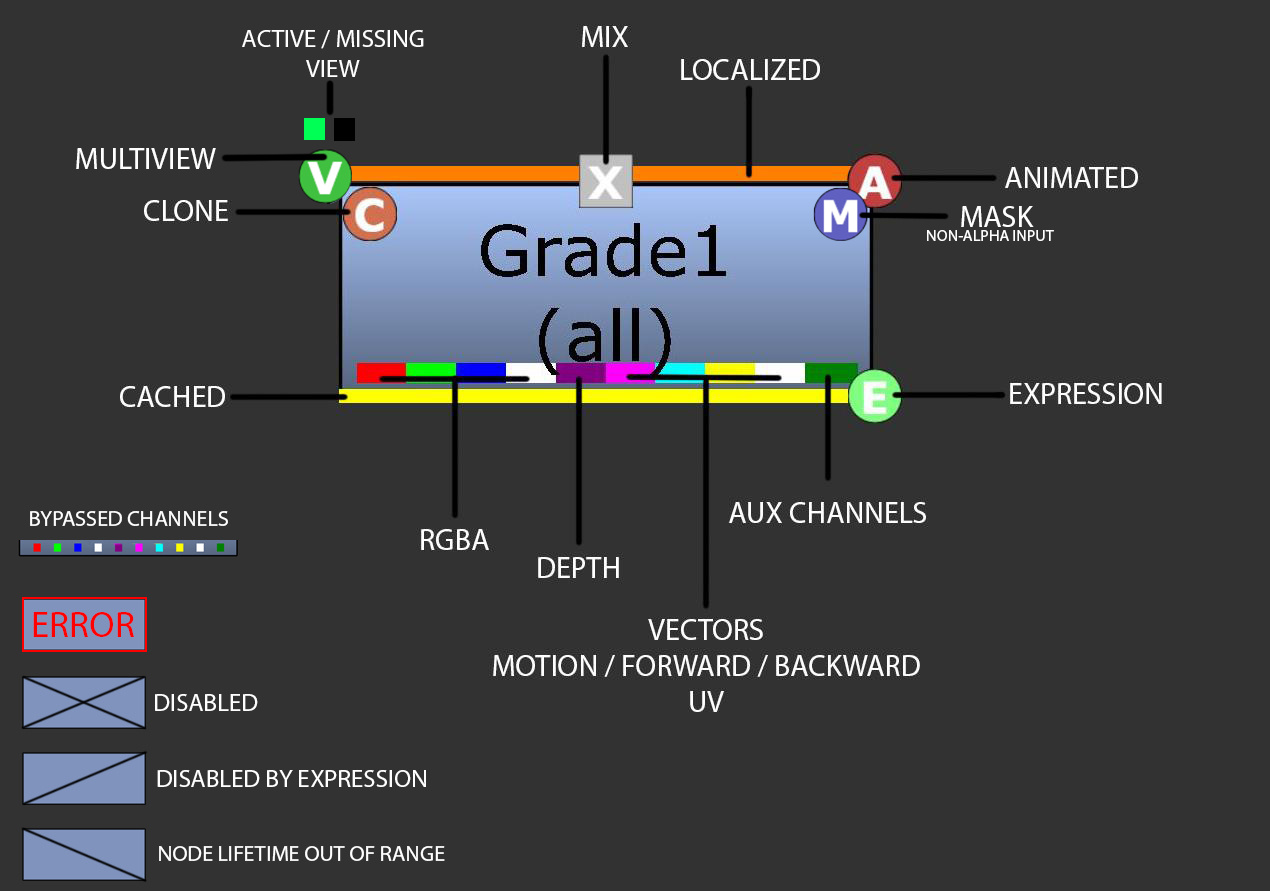 ACTIVE / MISSING
VIEW
MIX
LOCALIZED
MULTIVIEW
V
X
A
ANIMATED
CLONE
C
M
MASK
NON-ALPHA INPUT
Grade1
(all)
CACHED
E
EXPRESSION
RGBA
DEPTH
AUX CHANNELS
VECTORS
MOTION / FORWARD / BACKWARD
UV
BYPASSED CHANNELS
ERROR
DISABLED
DISABLED BY EXPRESSION
NODE LIFETIME OUT OF RANGE